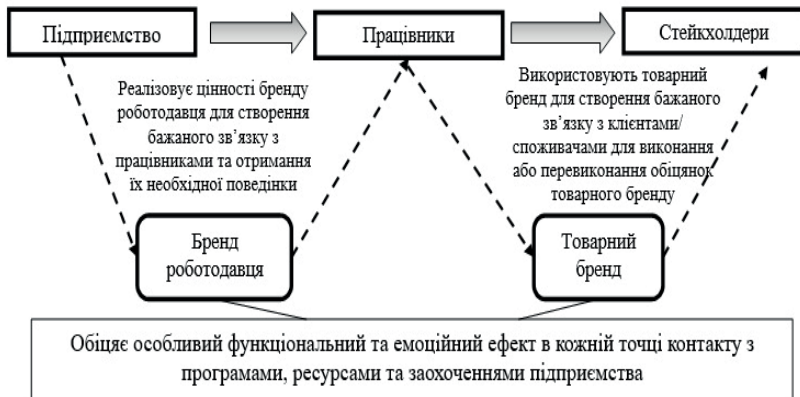 Підприємство
Працівники
Стейкхолдери
Реалізовує цінності бренду
роботодавця для створення
бажаного зв’язку з
працівниками та отримання
їх необхідної поведінки
Використовують товарний
бренд для створення бажаного
зв’язку з клієнтами/
споживачами для виконання
або перевиконання обіцянок
товарного бренду
Бренд
роботодавця
Товарний
бренд
Обіцяє особливий функціональний та емоційний ефект в кожній точці контакту з
програмами, ресурсами та заохоченнями підприємства